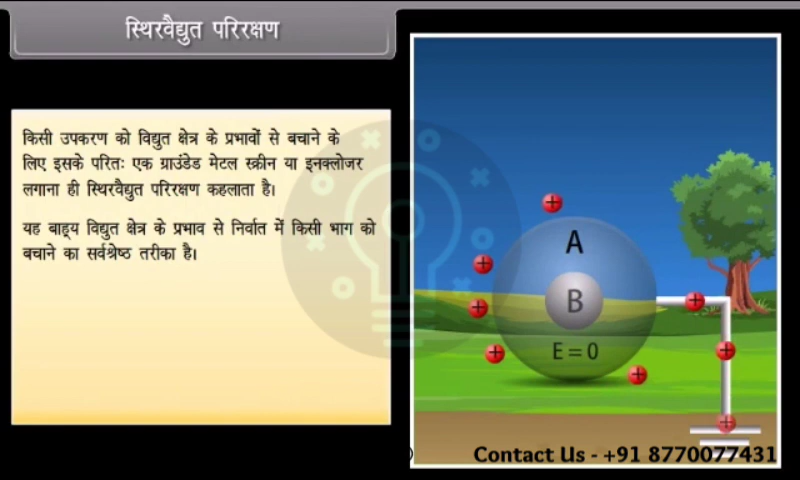 स्थिरवैद्युत परिरक्षण
किसी उपकरण को विद्युत क्षेत्र के प्रभावों से बचाने के
लिए इसके परितः एक ग्राउंडेड मेटल स्क्रीन या इनक्लोजर
लगाना ही स्थिरवैद्युत परिरक्षण कहलाता है।
यह बाह्य विद्युत क्षेत्र के प्रभाव से निर्वात में किसी भाग को
बचाने का सर्वश्रेष्ठ तरीका है।
A
B
E = 0
Contact Us - +91 8770077431